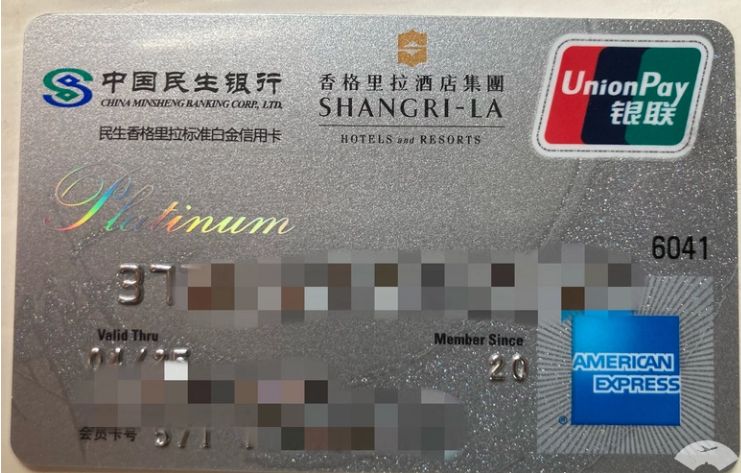 中国民生银行
CHINA MINSHENG BANKING CORP., LTD.
民生香格里拉标准白金信用卡
香格里拉酒店集團
SHANGRI-LA
HOTELS and RESORTS
UnionPay
银联
Platinum
6041
37
Valid Thru
Member Since
20
会员卡号
AMERICAN
EXPRESS
®